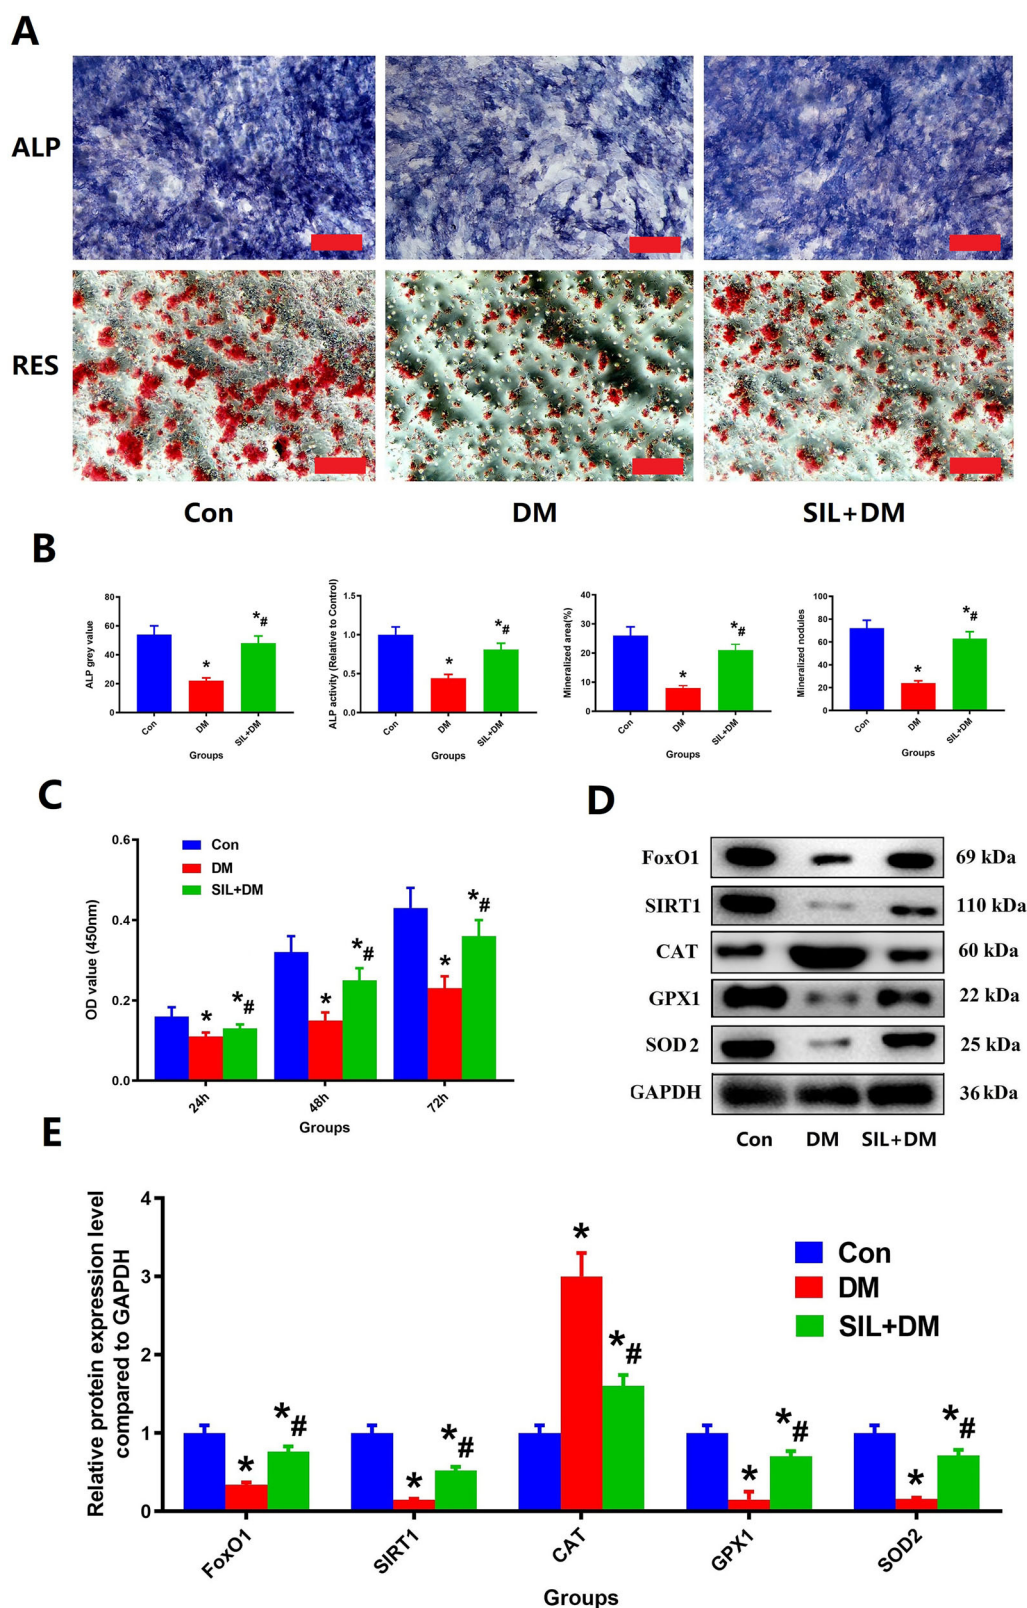 A
ALP
RES
Con DM SIL+DM
B
ALP grey value
80
60
40
20
0
Con DM SIL+DM
Groups
* *#
ALP activity (Relative to Control)
1.5
1.0
0.5
0.0
Con DM SIL+DM
Groups
* *#
Mineralized area(%)
40
30
20
10
0
Con DM SIL+DM
Groups
* *#
Mineralized nodules
100
80
60
40
20
0
Con DM SIL+DM
Groups
* *#
C
OD value (450nm)
0.6
0.4
0.2
0.0
Con
DM
SIL+DM
* *# * *# * *#
24h 48h 72h
Groups
D
FoxO1 69 kDa
SIRT1 110 kDa
CAT 60 kDa
GPX1 22 kDa
SOD2 25 kDa
GAPDH 36 kDa
Con DM SIL+DM
E
Relative protein expression level
compared to GAPDH
4
3
2
1
0
Con
DM
SIL+DM
* *# * *# * *# * *# * *#
FoxO1 SIRT1 CAT GPX1 SOD2
Groups